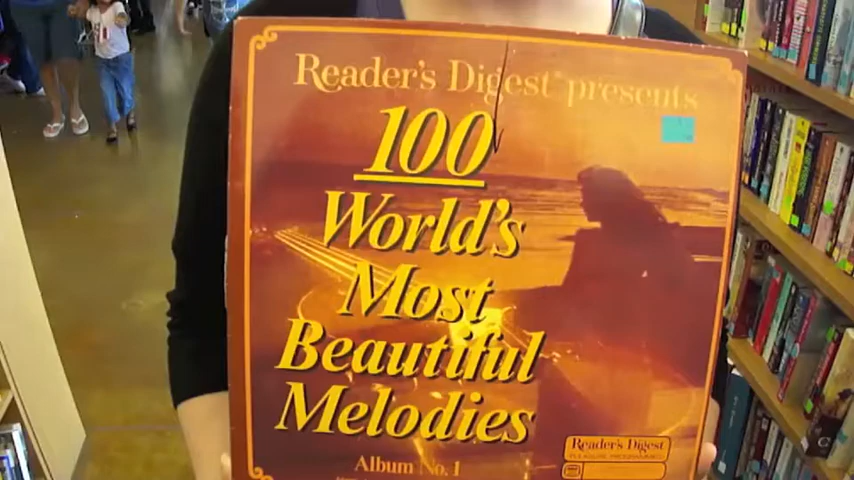 Reader's Digest presents
100
World's
Most
Beautiful
Melodies
Album No. 1
Reader's Digest